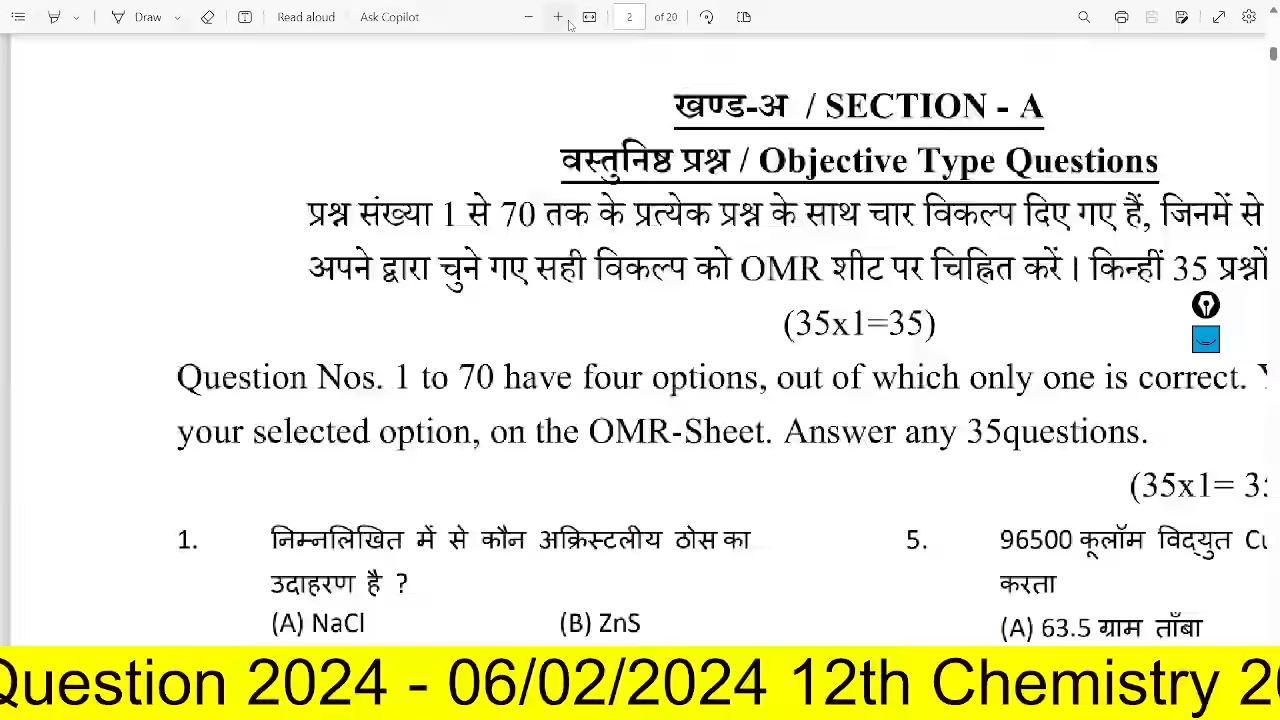 Draw
Read aloud
Ask Copilot
2
of 20
खण्ड-अ / SECTION - A
वस्तुनिष्ठ प्रश्न / Objective Type Questions
प्रश्न संख्या 1 से 70 तक के प्रत्येक प्रश्न के साथ चार विकल्प दिए गए हैं, जिनमें से
अपने द्वारा चुने गए सही विकल्प को OMR शीट पर चिह्नित करें। किन्हीं 35 प्रश्नों
(35x1=35)
Question Nos. 1 to 70 have four options, out of which only one is correct.
your selected option, on the OMR-Sheet. Answer any 35questions.
(35x1= 3
1. निम्नलिखित में से कौन अक्रिस्टलीय ठोस का
उदाहरण है ?
(A) NaCl (B) ZnS
5. 96500 कूलॉम विद्युत Cu
करता
(A) 63.5 ग्राम ताँबा
Question 2024 - 06/02/2024 12th Chemistry 20